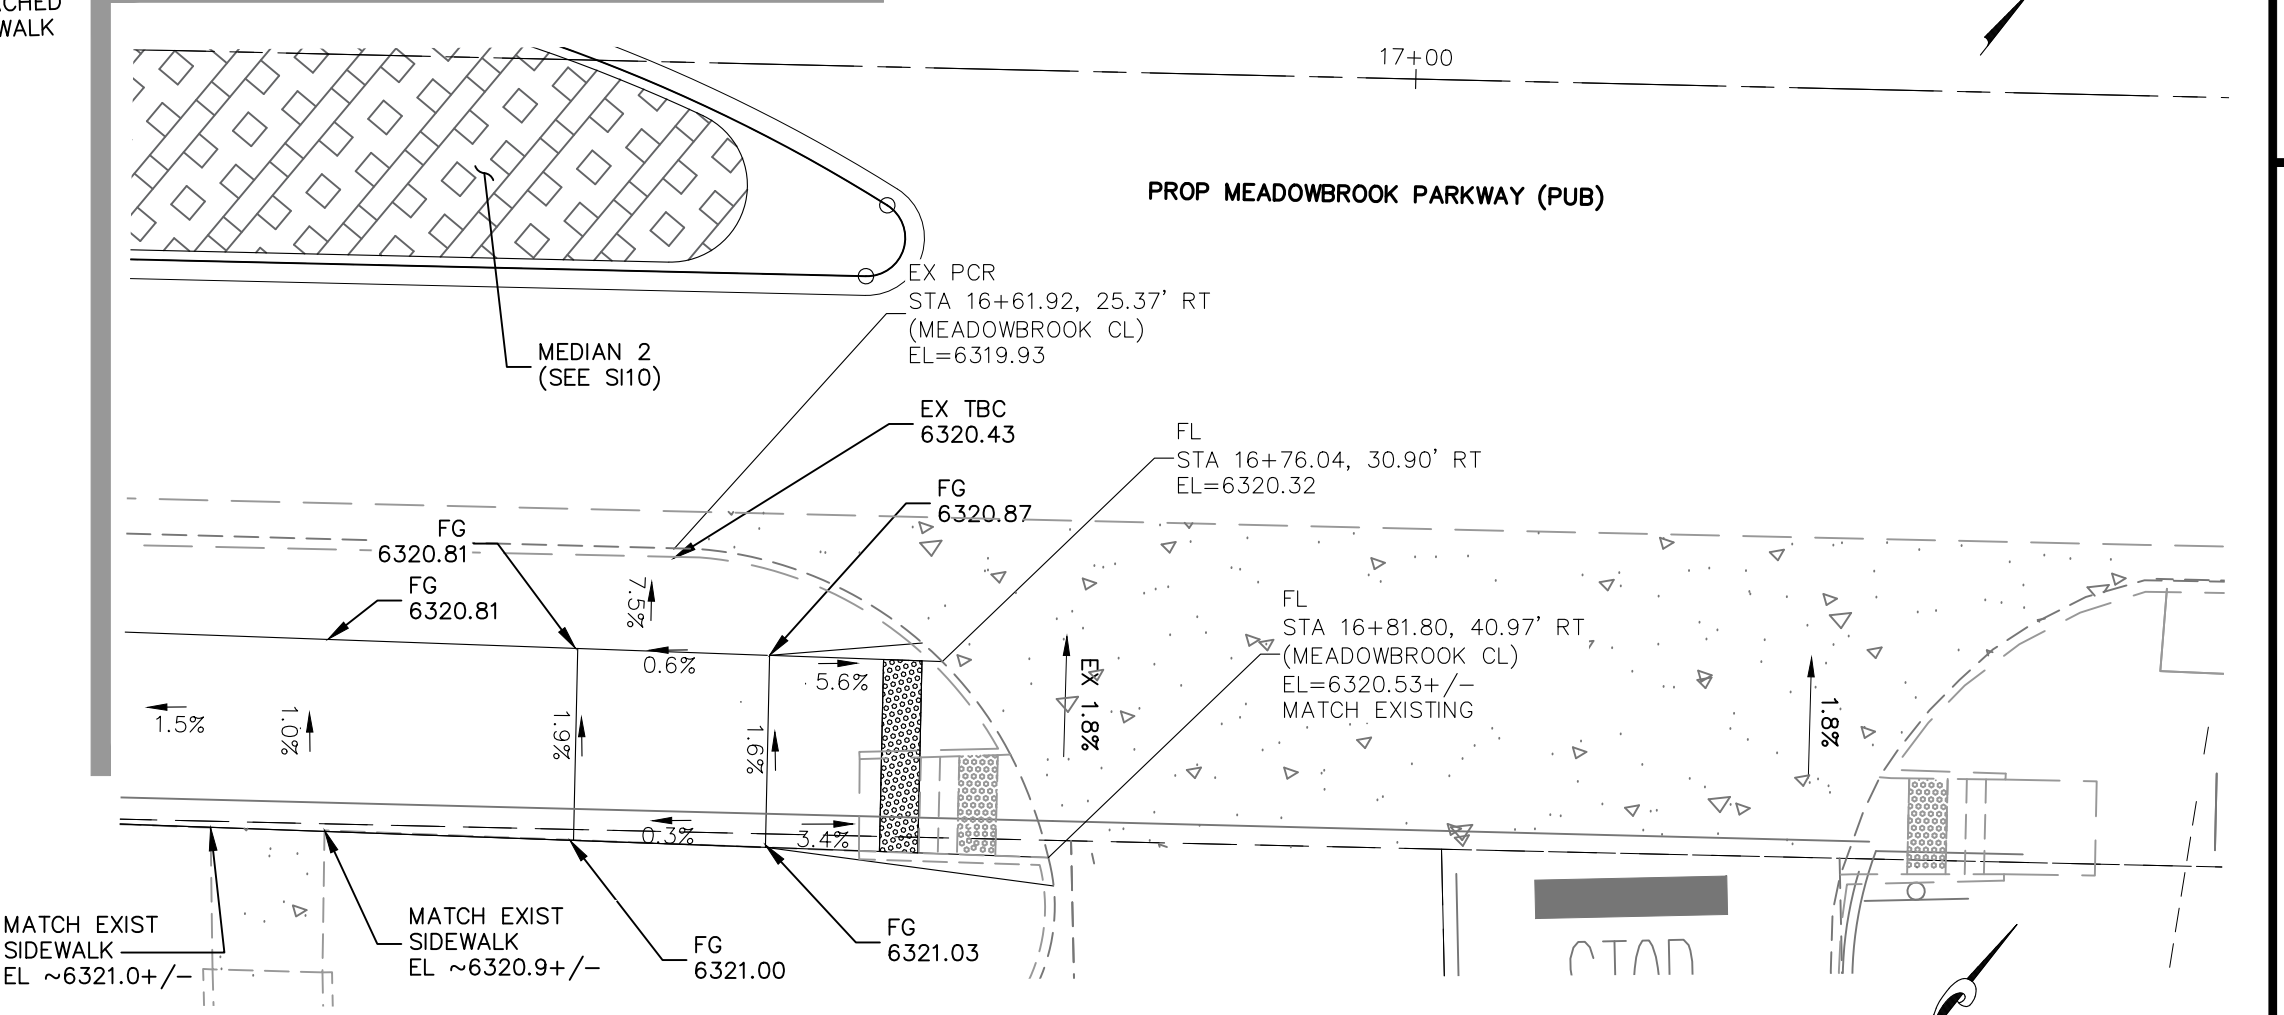 WALK
17+00
PROP MEADOWBROOK PARKWAY (PUB)
EX PCR
STA 16+61.92, 25.37' RT
(MEADOWBROOK CL)
EL=6319.93
MEDIAN 2
(SEE SI10)
EX TBC
6320.43
FL
STA 16+76.04, 30.90' RT
EL=6320.32
FG
6320.87
FG
6320.81
FG
6320.81
7.5%
FL
STA 16+81.80, 40.97' RT
(MEADOWBROOK CL)
EL=6320.53+/-
MATCH EXISTING
0.6%
5.6%
EX 1.8%
1.8%
1.5%
1.0%
1.9%
1.6%
0.3%
3.4%
MATCH EXIST
SIDEWALK
EL ~6321.0+/-
MATCH EXIST
SIDEWALK
EL ~6320.9+/-
FG
6321.00
FG
6321.03
STOP